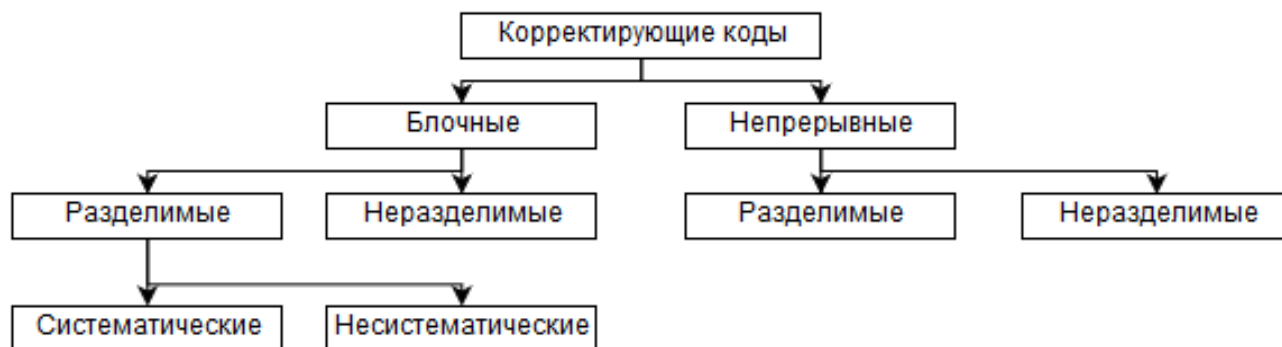 Корректирующие коды
Блочные
Непрерывные
Разделимые
Неразделимые
Разделимые
Неразделимые
Систематические
Несистематические